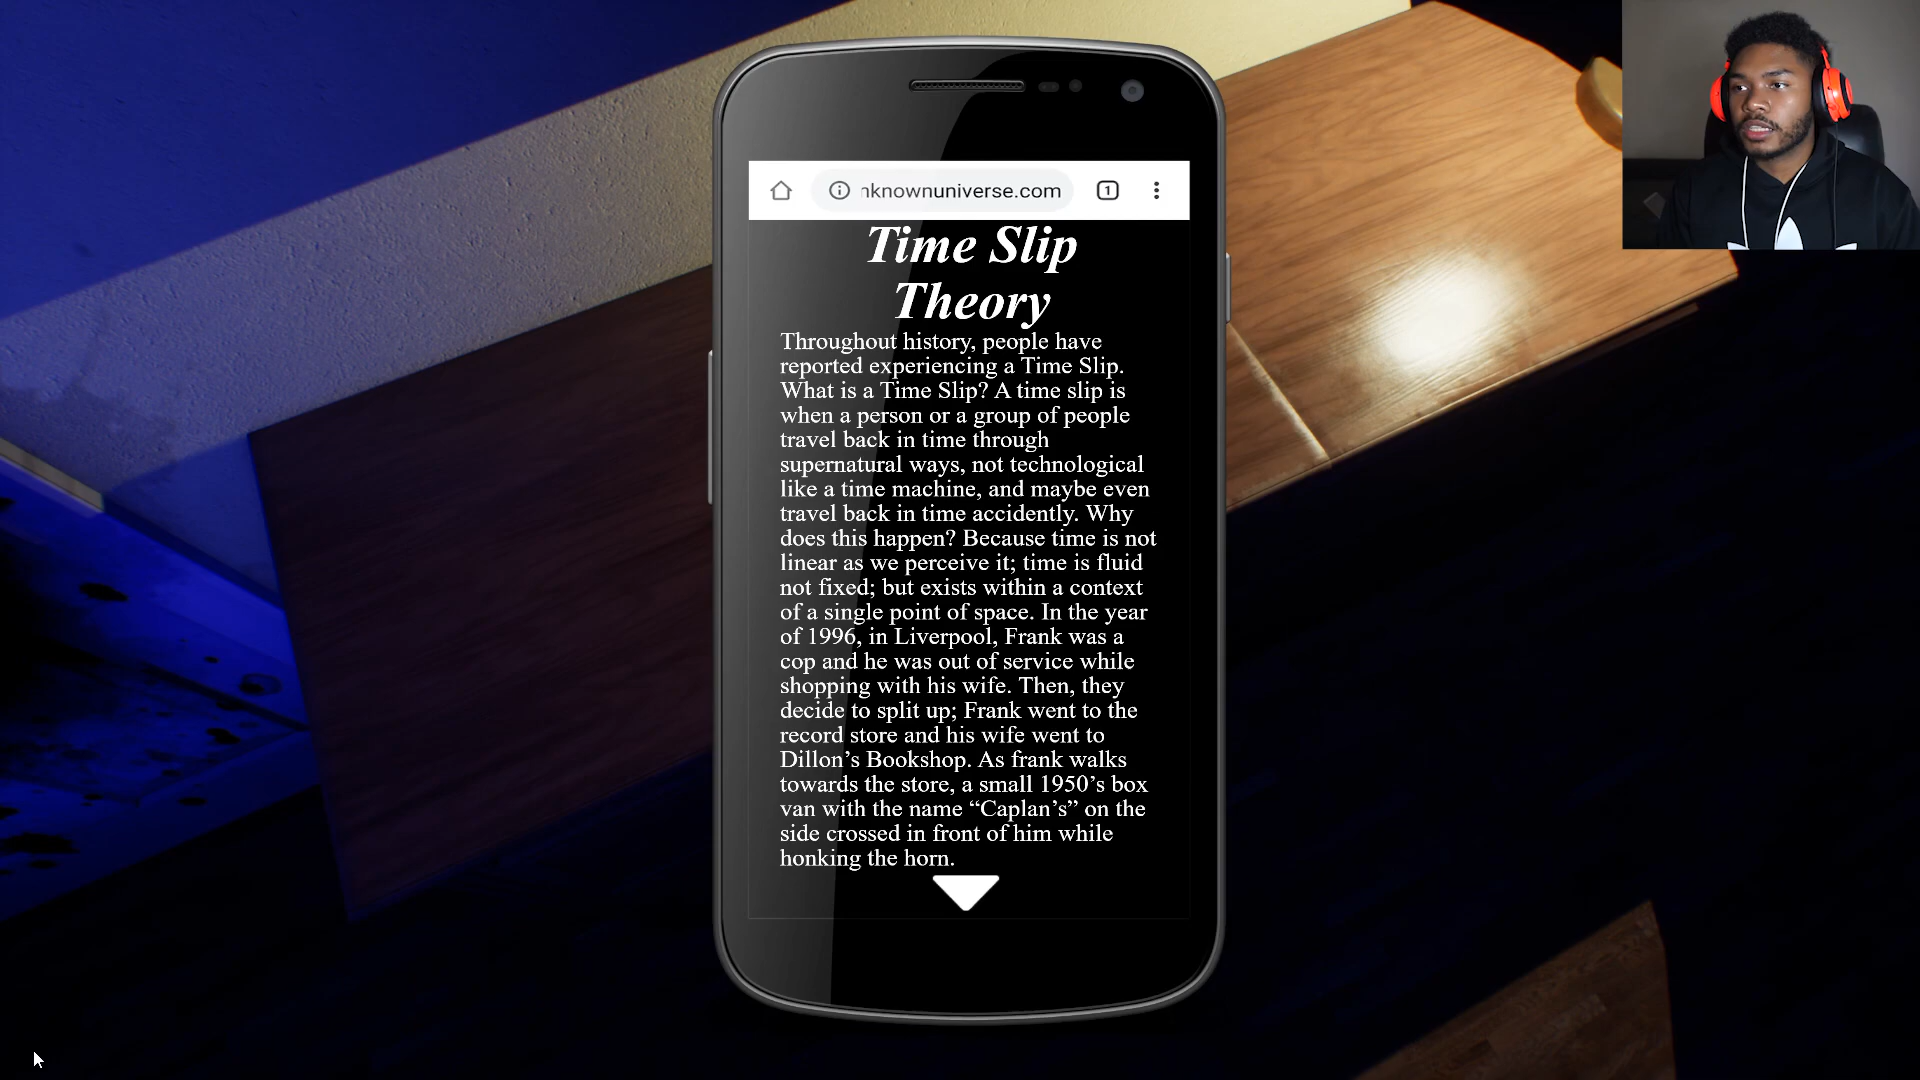 nknownuniverse.com
1
Time Slip
Theory
Throughout history, people have
reported experiencing a Time Slip.
What is a Time Slip? A time slip is
when a person or a group of people
travel back in time through
supernatural ways, not technological
like a time machine, and maybe even
travel back in time accidently. Why
does this happen? Because time is not
linear as we perceive it; time is fluid
not fixed; but exists within a context
of a single point of space. In the year
of 1996, in Liverpool, Frank was a
cop and he was out of service while
shopping with his wife. Then, they
decide to split up; Frank went to the
record store and his wife went to
Dillon’s Bookshop. As frank walks
towards the store, a small 1950’s box
van with the name “Caplan’s” on the
side crossed in front of him while
honking the horn.